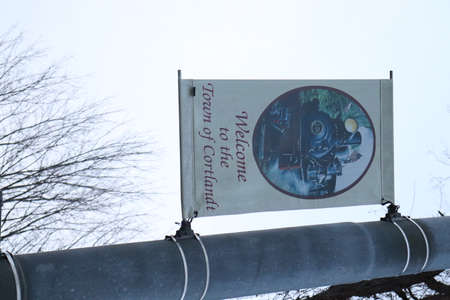 Welcome
to the
Town of Cortlandt